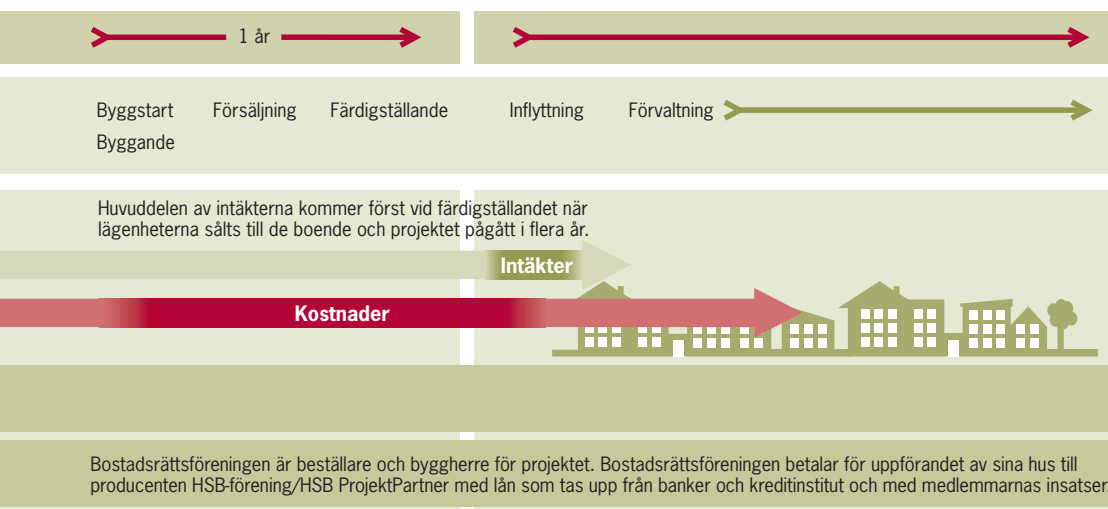 1 år
Byggstart Försäljning Färdigställande Inflyttning Förvaltning
Byggande
Huvuddelen av intäkterna kommer först vid färdigställandet när
lägenheterna sålts till de boende och projektet pågått i flera år.
Intäkter
Kostnader
Bostadsrättsföreningen är beställare och byggherre för projektet. Bostadsrättsföreningen betalar för uppförandet av sina hus till
producenten HSB-förening/HSB ProjektPartner med lån som tas upp från banker och kreditinstitut och med medlemmarnas insatser.